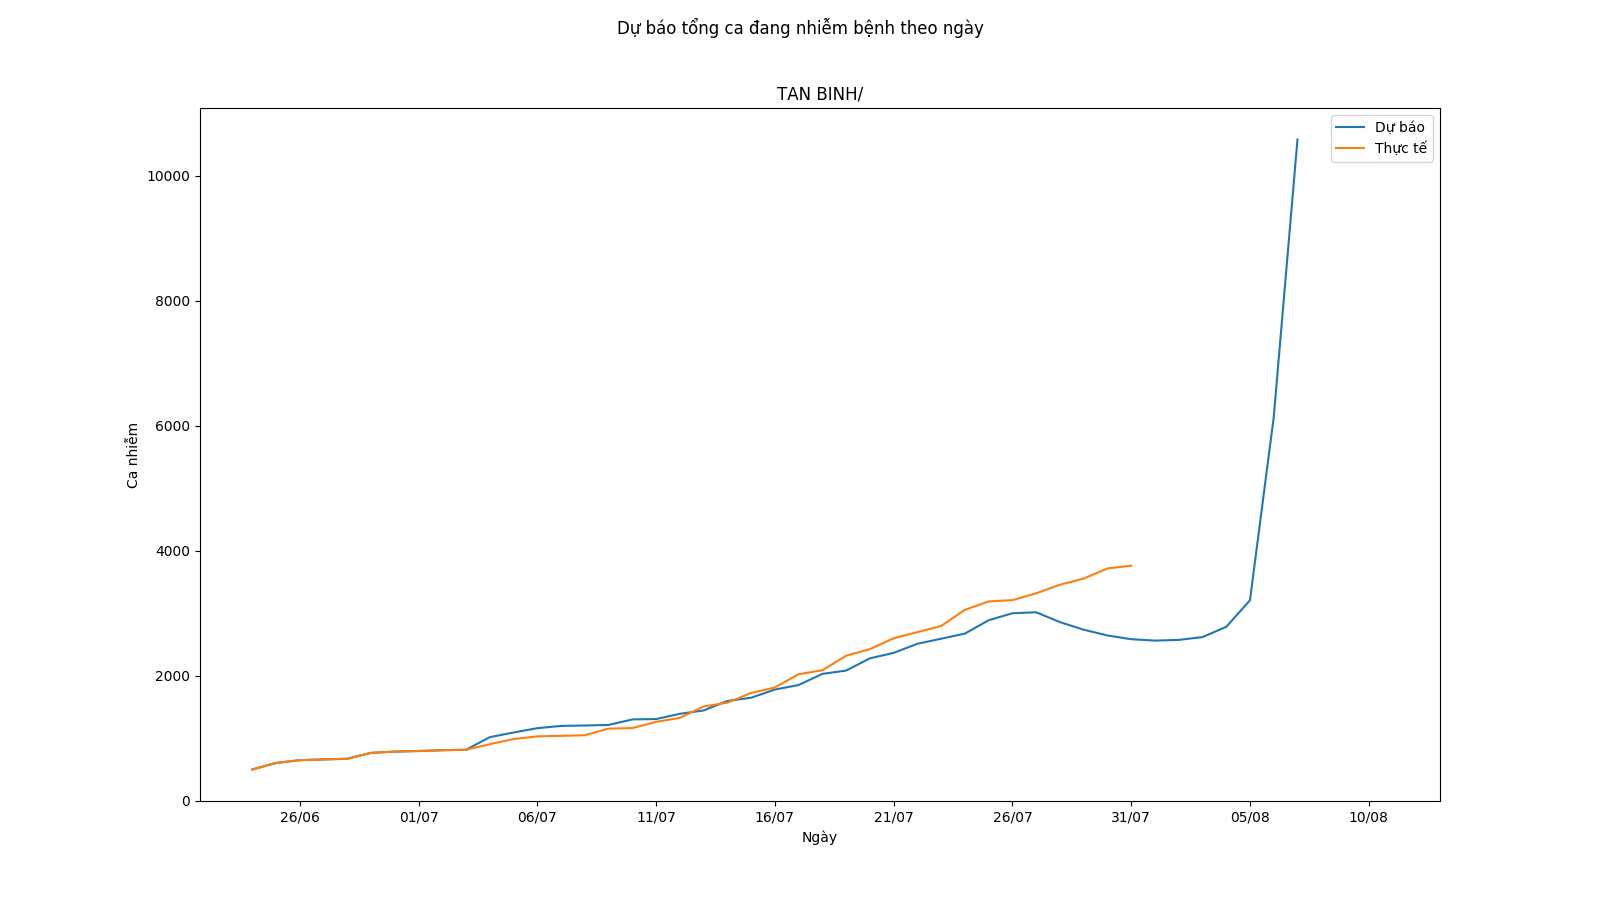 Dự báo tổng ca đang nhiễm bệnh theo ngày
TAN BINH/
Dự báo
Thực tế
10000
8000
6000
4000
2000
0
Ca nhiễm
26/06 01/07 06/07 11/07 16/07 21/07 26/07 31/07 05/08 10/08
Ngày